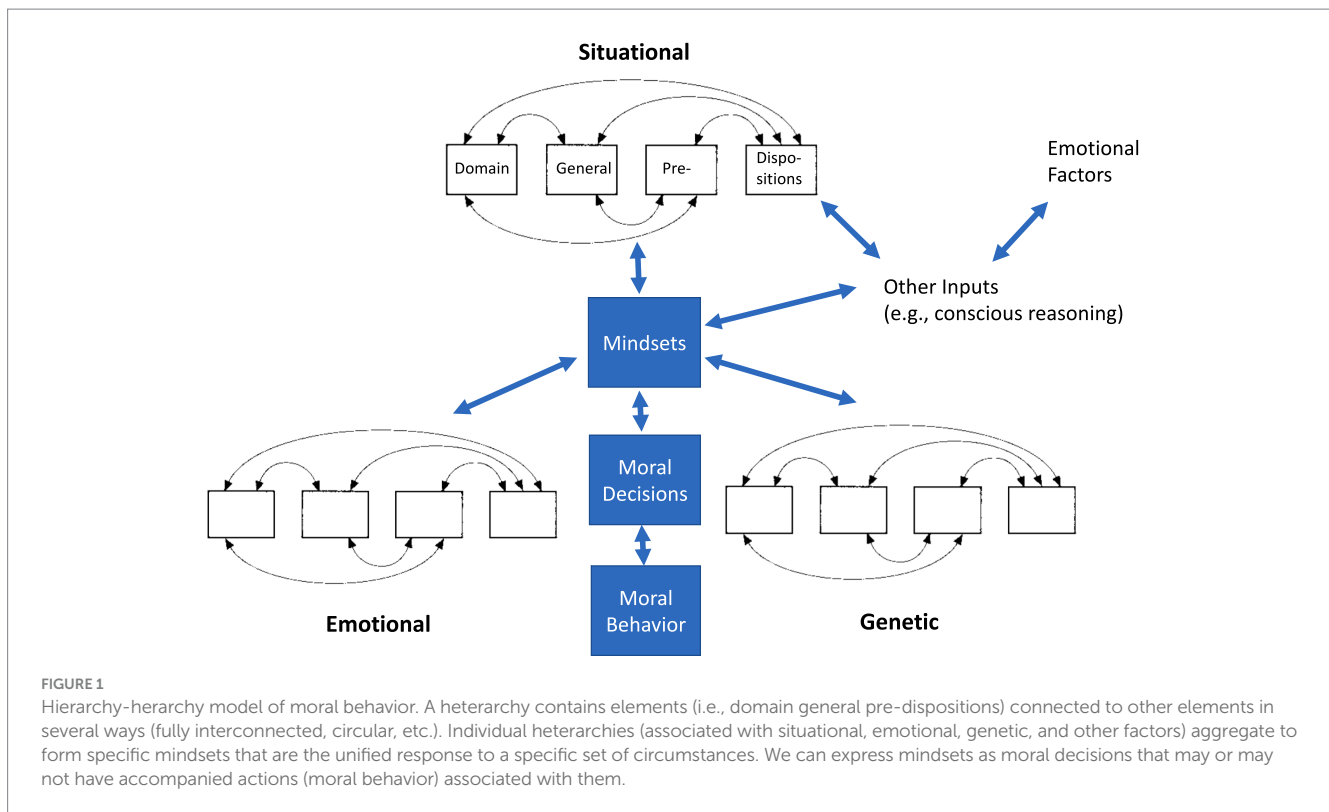 Situational
Domain
General
Pre-
Dispo-
sitions
Emotional
Factors
Other Inputs
(e.g., conscious reasoning)
Mindsets
Moral
Decisions
Moral
Behavior
Emotional
Genetic
FIGURE 1
Hierarchy-herarchy model of moral behavior. A heterarchy contains elements (i.e., domain general pre-dispositions) connected to other elements in
several ways (fully interconnected, circular, etc.). Individual heterarchies (associated with situational, emotional, genetic, and other factors) aggregate to
form specific mindsets that are the unified response to a specific set of circumstances. We can express mindsets as moral decisions that may or may
not have accompanied actions (moral behavior) associated with them.